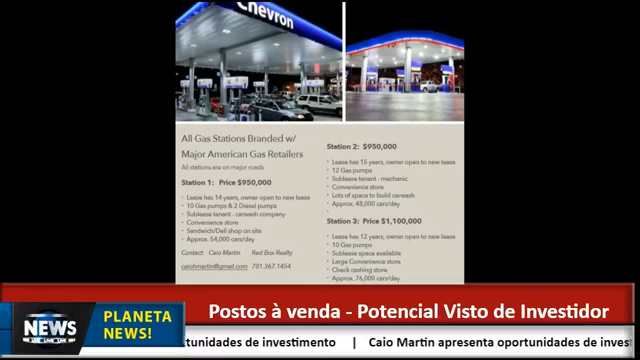 Chevron
All Gas Stations Branded w/
Major American Gas Retailers
All stations are on major roads
Station 1: Price $950,000
• Lease has 14 years, owner open to new lease
• 10 Gas pumps & 2 Diesel pumps
• Sublease tenant - carwash company
• Convenience store
• Sandwich/Deli shop on site
• Approx. 54,000 cars/day
Contact: Caio Martin Red Box Realty
caiohmartin@gmail.com 781.367.1454
Station 2: $950,000
• Lease has 15 years, owner open to new lease
• 12 Gas pumps
• Sublease tenant - mechanic
• Convenience store
• Lots of space to build carwash
• Approx. 48,000 cars/day
•
Station 3: Price $1,100,000
• Lease has 12 years, owner open to new lease
• 10 Gas pumps
• Sublease space available
• Large Convenience store
• Check cashing store
• Approx. 76,000 cars/day
Postos à venda - Potencial Visto de Investidor
NEWS
LIVE LIVE LIVE
PLANETA
NEWS!
tunidades de investimento | Caio Martin apresenta oportunidades de inves